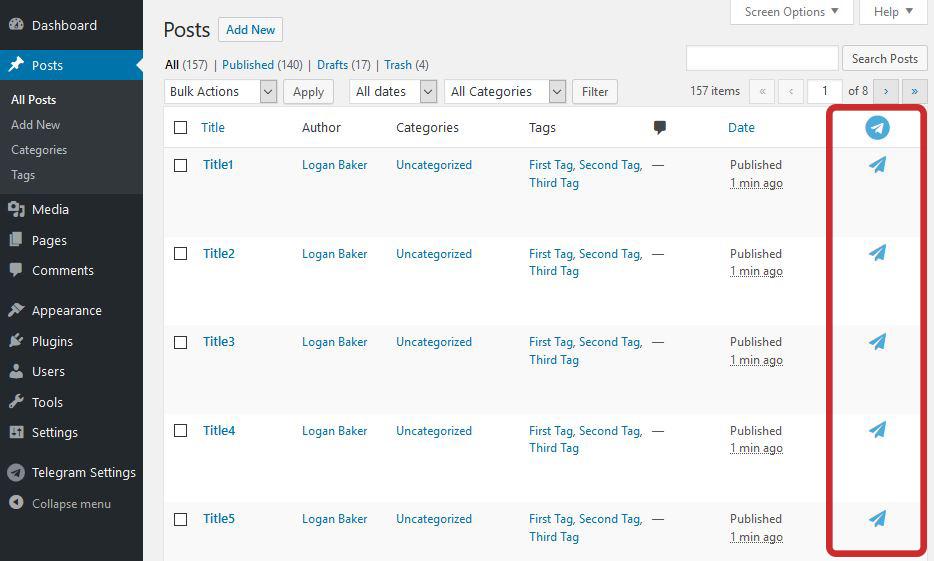 Screen Options Help
Dashboard
Posts
All Posts
Add New
Categories
Tags
Media
Pages
Comments
Appearance
Plugins
Users
Tools
Settings
Telegram Settings
Collapse menu
Posts Add New
All (157) | Published (140) | Drafts (17) | Trash (4)
Search Posts
Bulk Actions Apply All dates All Categories Filter 157 items « ‹ 1 of 8 › »
Title Author Categories Tags Date
Title1 Logan Baker Uncategorized First Tag, Second Tag, — Published
Third Tag 1 min ago
Title2 Logan Baker Uncategorized First Tag, Second Tag, — Published
Third Tag 1 min ago
Title3 Logan Baker Uncategorized First Tag, Second Tag, — Published
Third Tag 1 min ago
Title4 Logan Baker Uncategorized First Tag, Second Tag, — Published
Third Tag 1 min ago
Title5 Logan Baker Uncategorized First Tag, Second Tag, — Published
Third Tag 1 min ago